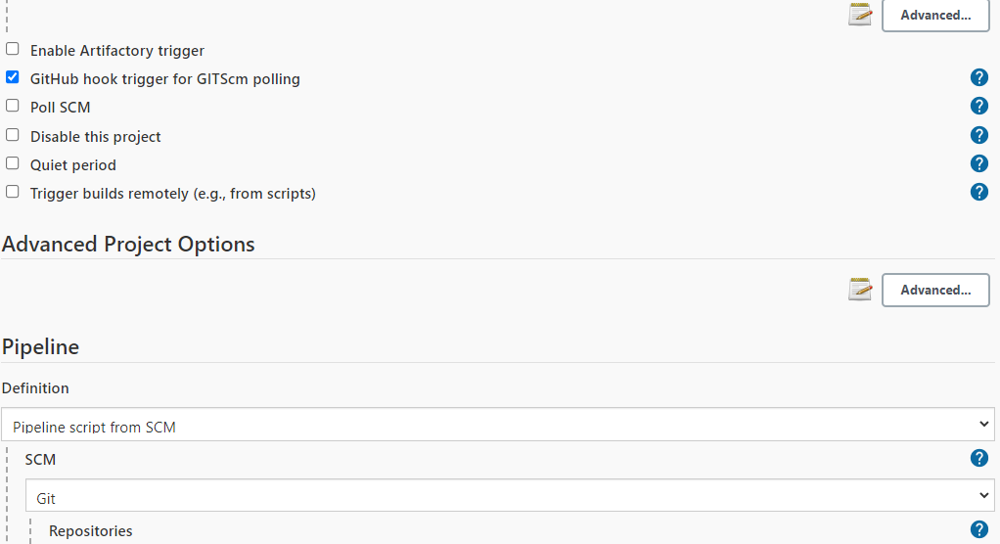 Advanced...
Enable Artifactory trigger
GitHub hook trigger for GITScm polling
?
Poll SCM
?
Disable this project
?
Quiet period
?
Trigger builds remotely (e.g., from scripts)
?
Advanced Project Options
Advanced...
Pipeline
Definition
Pipeline script from SCM
SCM
?
Git
Repositories
?